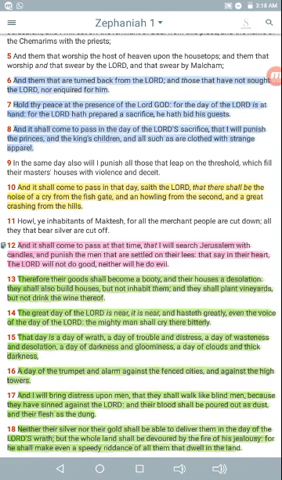 3:18 AM
Zephaniah 1
the Chemarims with the priests;
5 And them that worship the host of heaven upon the housetops; and them that
worship and that swear by the LORD, and that swear by Malcham;
6 And them that are turned back from the LORD; and those that have not sought
the LORD, nor enquired for him.
7 Hold thy peace at the presence of the Lord GOD: for the day of the LORD is at
hand: for the LORD hath prepared a sacrifice, he hath bid his guests.
8 And it shall come to pass in the day of the LORD'S sacrifice, that I will punish
the princes, and the king's children, and all such as are clothed with strange
apparel.
9 In the same day also will I punish all those that leap on the threshold, which fill
their masters' houses with violence and deceit.
10 And it shall come to pass in that day, saith the LORD, that there shall be the
noise of a cry from the fish gate, and an howling from the second, and a great
crashing from the hills.
11 Howl, ye inhabitants of Maktesh, for all the merchant people are cut down; all
they that bear silver are cut off.
12 And it shall come to pass at that time, that I will search Jerusalem with
candles, and punish the men that are settled on their lees: that say in their heart,
The LORD will not do good, neither will he do evil.
13 Therefore their goods shall become a booty, and their houses a desolation:
they shall also build houses, but not inhabit them; and they shall plant vineyards,
but not drink the wine thereof.
14 The great day of the LORD is near, it is near, and hasteth greatly, even the voice
of the day of the LORD: the mighty man shall cry there bitterly.
15 That day is a day of wrath, a day of trouble and distress, a day of wasteness
and desolation, a day of darkness and gloominess, a day of clouds and thick
darkness,
16 A day of the trumpet and alarm against the fenced cities, and against the high
towers.
17 And I will bring distress upon men, that they shall walk like blind men, because
they have sinned against the LORD: and their blood shall be poured out as dust,
and their flesh as the dung.
18 Neither their silver nor their gold shall be able to deliver them in the day of the
LORD'S wrath; but the whole land shall be devoured by the fire of his jealousy: for
he shall make even a speedy riddance of all them that dwell in the land.